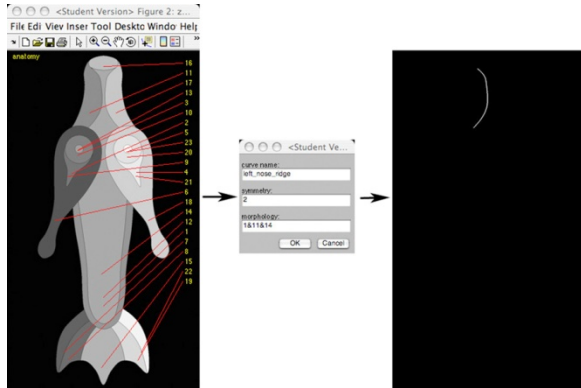 <Student Version> Figure 2: z...
File Edi Viev Inser Tool Deskto Windo Help
anatomy
16
11
17
13
3
10
2
5
23
20
9
4
21
6
18
14
12
1
7
8
15
22
19
<Student Ve...
curve name:
left_nose_ridge
symmetry:
2
morphology:
1&11&14
OK Cancel